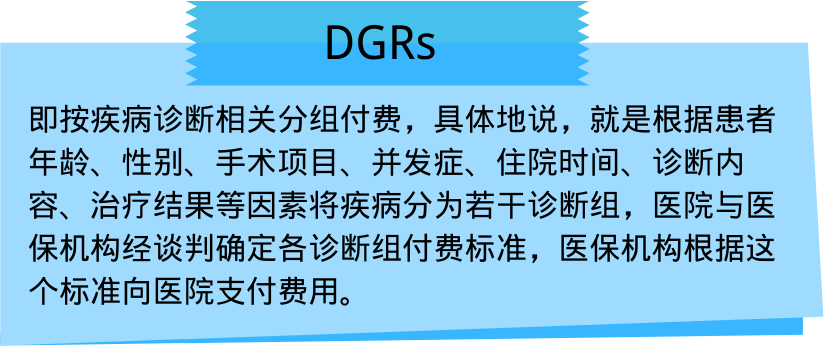 DGRs
即按疾病诊断相关分组付费，具体地说，就是根据患者
年龄、性别、手术项目、并发症、住院时间、诊断内
容、治疗结果等因素将疾病分为若干诊断组，医院与医
保机构经谈判确定各诊断组付费标准，医保机构根据这
个标准向医院支付费用。